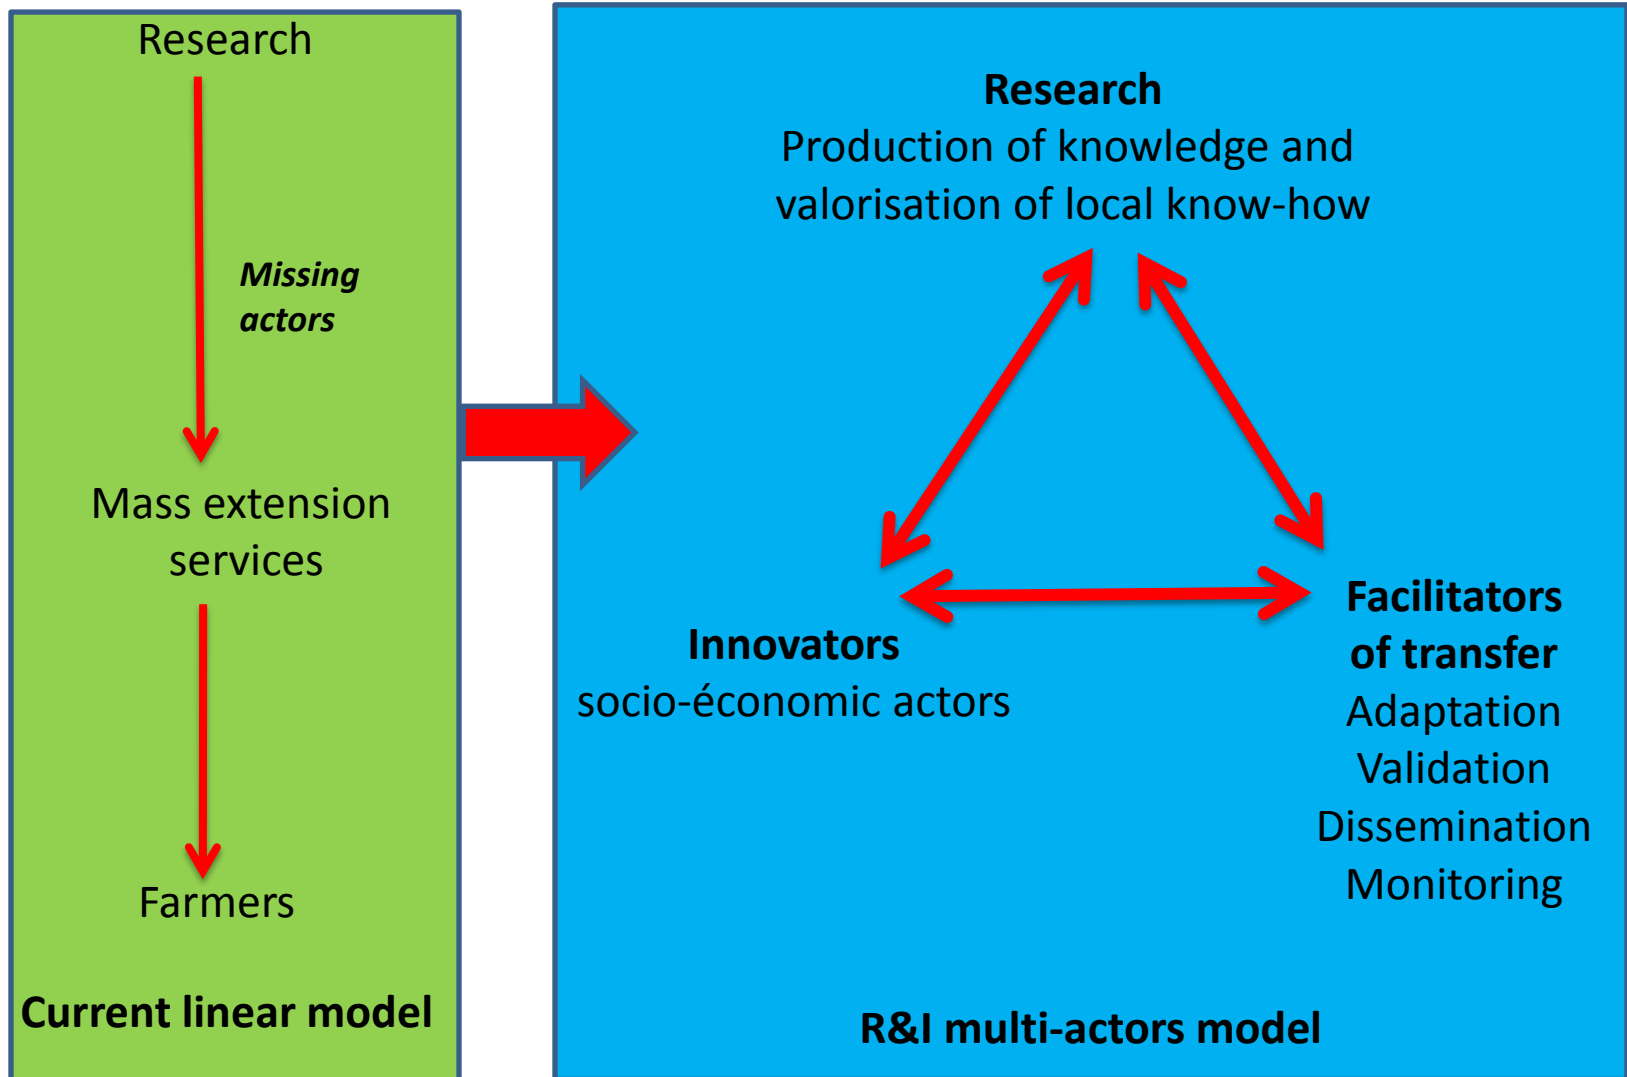 Research
Missing
actors
Mass extension
services
Farmers
Current linear model
Research
Production of knowledge and
valorisation of local know-how
Innovators
socio-économic actors
Facilitators
of transfer
Adaptation
Validation
Dissemination
Monitoring
R&I multi-actors model